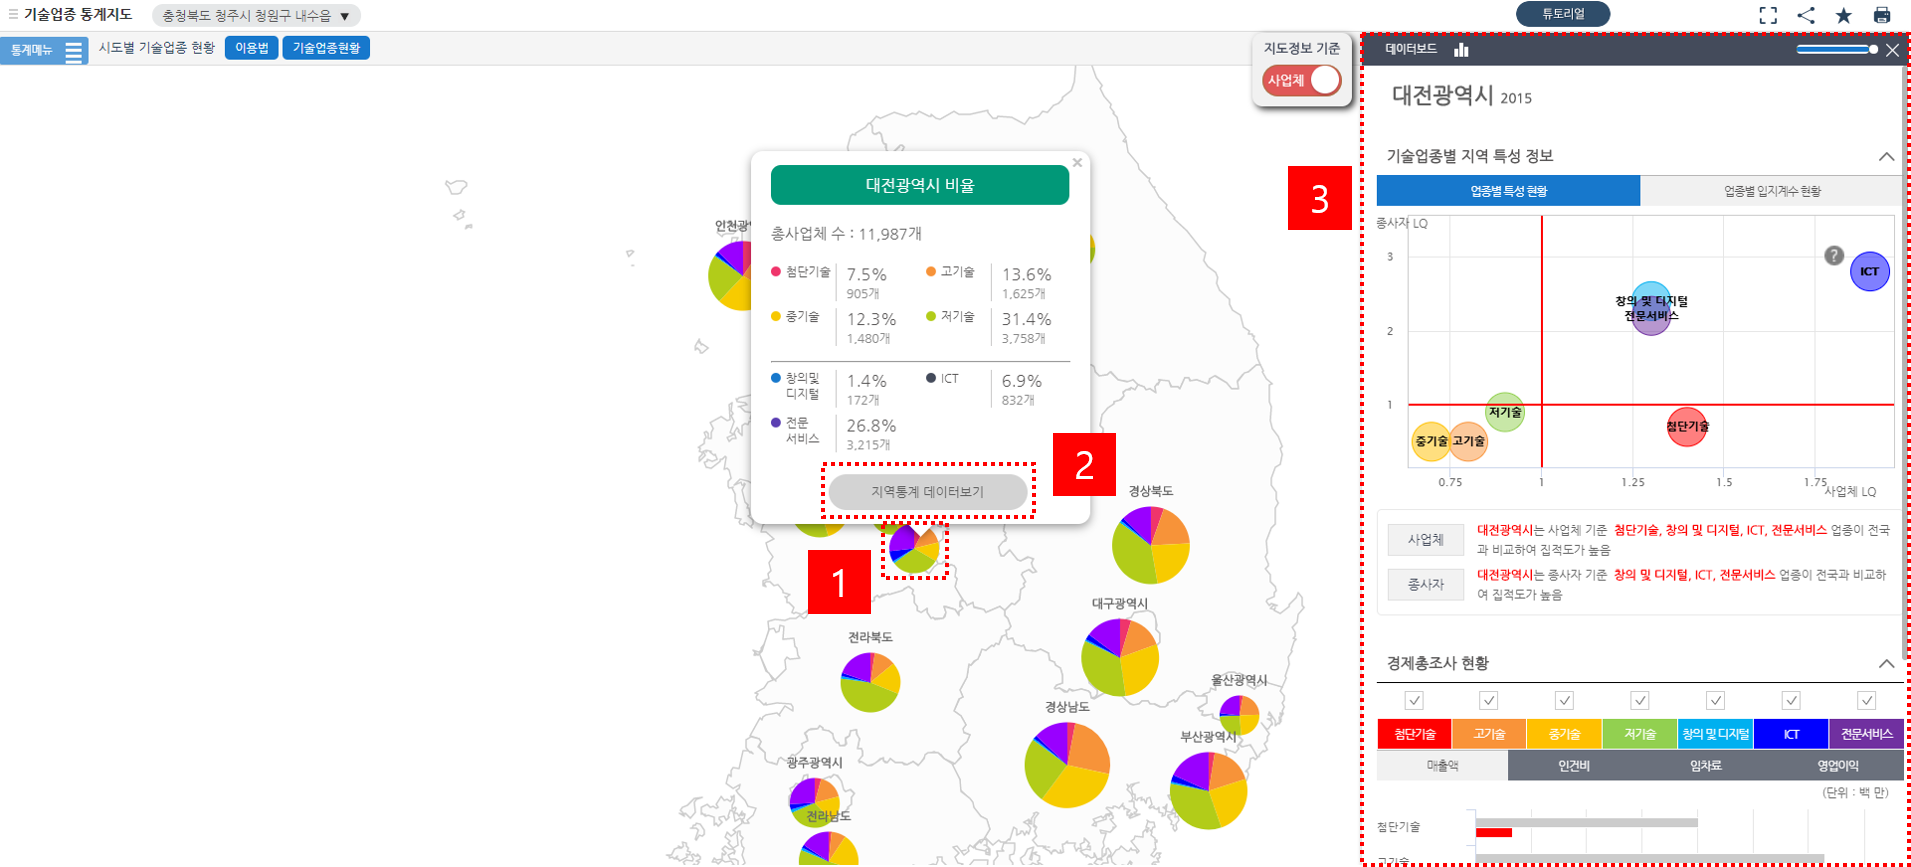 기술업종 통계지도
충청북도 청주시 청원구 내수읍 ▼
튜토리얼
통계메뉴
시도별 기술업종 현황
이용법
기술업종현황
지도정보 기준
사업체
대전광역시 비율
총사업체 수 : 11,987개
첨단기술
7.5%
905개
고기술
13.6%
1,625개
중기술
12.3%
1,480개
저기술
31.4%
3,758개
창의및
디지털
1.4%
172개
ICT
6.9%
832개
전문
서비스
26.8%
3,215개
지역통계 데이터보기
1
2
3
인천광
경상북도
대구광역시
전라북도
울산광역시
경상남도
부산광역시
광주광역시
전라남도
데이터보드
대전광역시 2015
기술업종별 지역 특성 정보
업종별 특성 현황
업종별 입지계수 현황
종사자 LQ
3
2
1
?
ICT
창의 및 디지털
전문서비스
저기술
첨단기술
중기술
고기술
0.75
1
1.25
1.5
1.75
사업체 LQ
사업체
대전광역시는 사업체 기준 첨단기술, 창의 및 디지털, ICT, 전문서비스 업종이 전국
과 비교하여 집적도가 높음
종사자
대전광역시는 종사자 기준 창의 및 디지털, ICT, 전문서비스 업종이 전국과 비교하
여 집적도가 높음
경제총조사 현황
첨단기술
고기술
중기술
저기술
창의 및 디지털
ICT
전문서비스
매출액
인건비
임차료
영업이익
(단위 : 백 만)
첨단기술
고기술